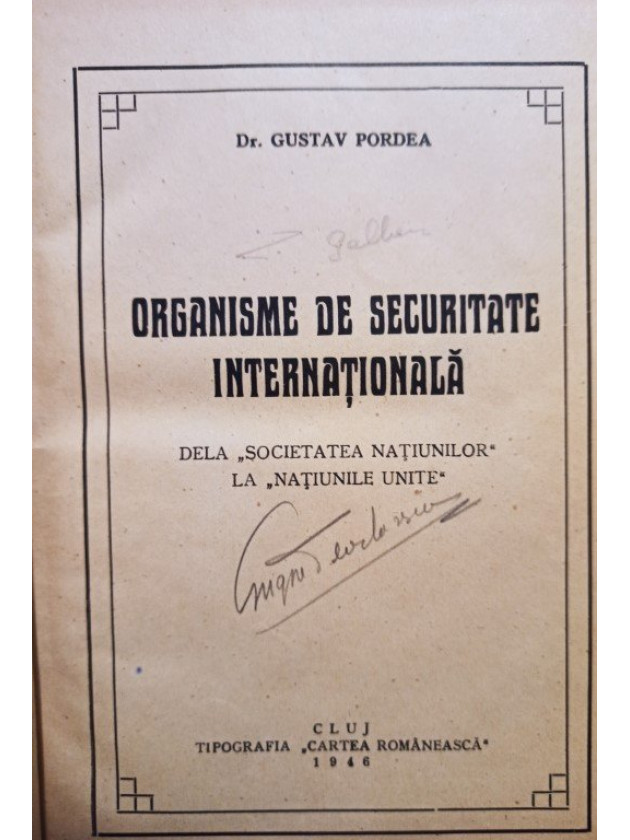 Dr. GUSTAV PORDEA
ORGANISME DE SECURITATE
INTERNAȚIONALĂ
DELA „SOCIETATEA NAȚIUNILOR“
LA „NAȚIUNILE UNITE“
CLUJ
TIPOGRAFIA „CARTEA ROMÂNEASCĂ“
1946